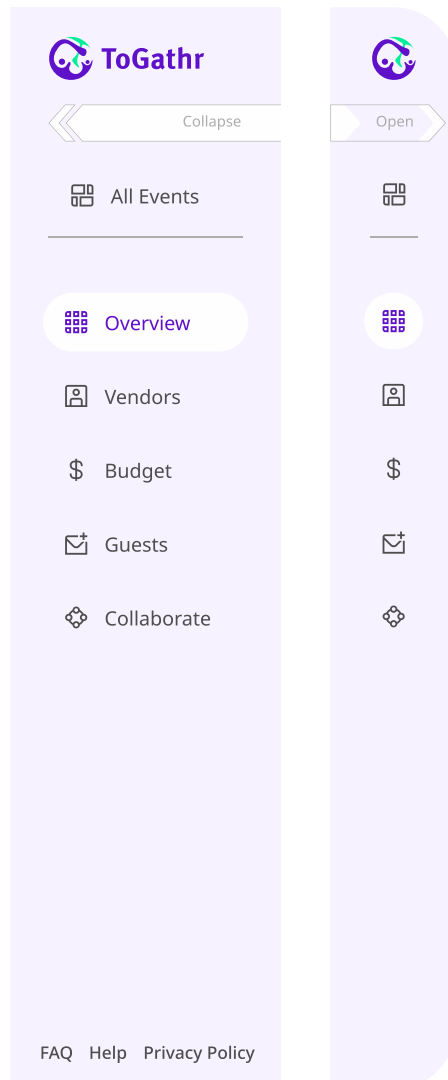 ToGathr
Collapse
Open
All Events
Overview
Vendors
Budget
Guests
Collaborate
FAQ Help Privacy Policy